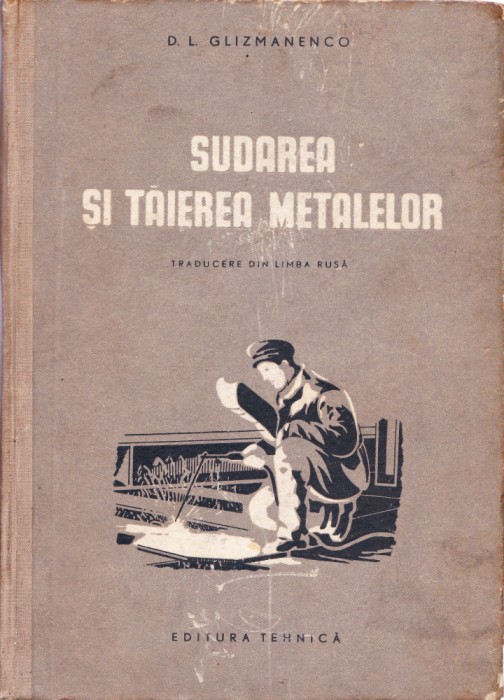 D. L. GLIZMANENCO
SUDAREA
ȘI TĂIEREA METALELOR
TRADUCERE DIN LIMBA RUSĂ
EDITURA TEHNICĂ